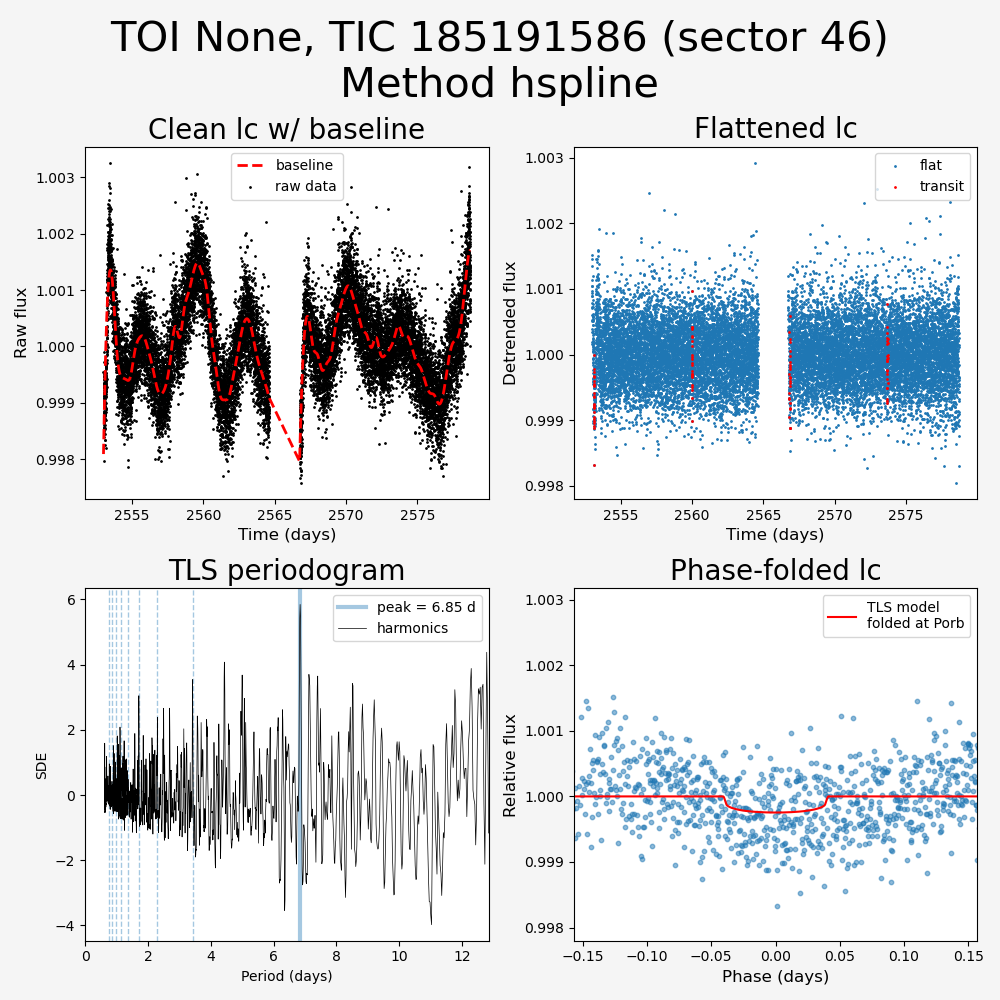 TOI None, TIC 185191586 (sector 46)
Method hspline
Clean lc w/ baseline
Flattened lc
baseline
raw data
flat
transit
1.003
1.002
1.001
1.000
0.999
0.998
Raw flux
2555
2560
2565
2570
2575
Time (days)
1.003
1.002
1.001
1.000
0.999
0.998
Detrended flux
2555
2560
2565
2570
2575
Time (days)
TLS periodogram
Phase-folded lc
peak = 6.85 d
harmonics
TLS model
folded at Porb
6
4
2
0
−2
−4
SDE
0
2
4
6
8
10
12
Period (days)
1.003
1.002
1.001
1.000
0.999
0.998
Relative flux
−0.15
−0.10
−0.05
0.00
0.05
0.10
0.15
Phase (days)